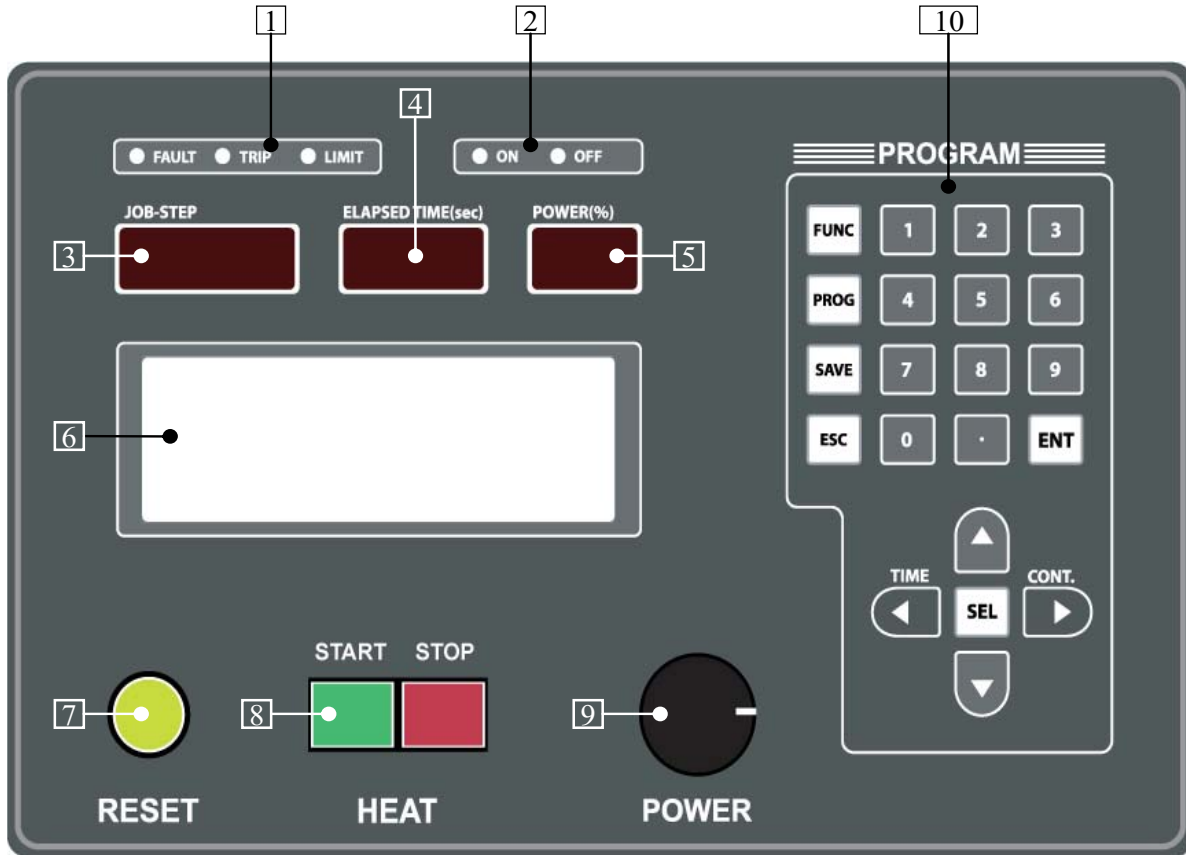 1 2 10
4
FAULT TRIP LIMIT ON OFF
PROGRAM
JOB-STEP ELAPSED TIME(sec) POWER(%)
3 5
FUNC 1 2 3
PROG 4 5 6
SAVE 7 8 9
6
ESC 0 . ENT
TIME CONT.
SEL
START STOP
7 8 9
RESET HEAT POWER